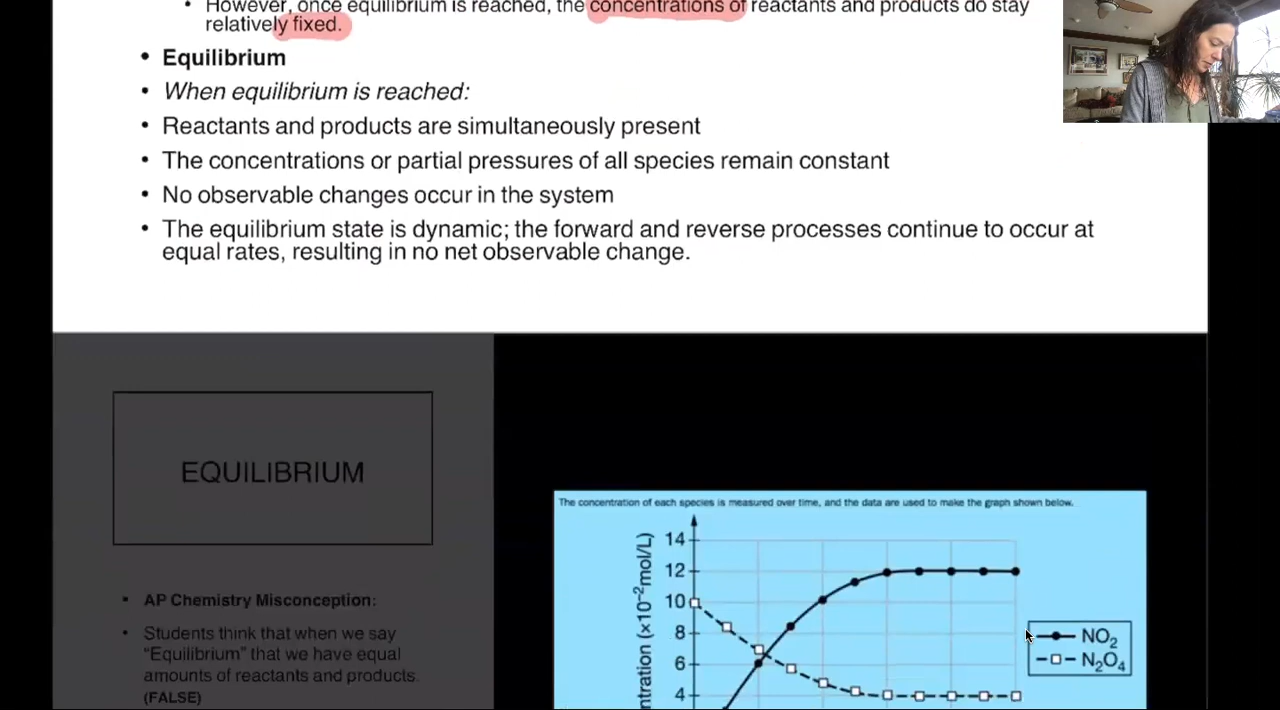 • However, once equilibrium is reached, the concentrations of reactants and products do stay
relatively fixed.
• Equilibrium
• When equilibrium is reached:
• Reactants and products are simultaneously present
• The concentrations or partial pressures of all species remain constant
• No observable changes occur in the system
• The equilibrium state is dynamic; the forward and reverse processes continue to occur at
equal rates, resulting in no net observable change.
EQUILIBRIUM
• AP Chemistry Misconception:
• Students think that when we say
“Equilibrium” that we have equal
amounts of reactants and products.
(FALSE)
The concentration of each species is measured over time, and the data are used to make the graph shown below.
14
12
10
8
6
4
(×10⁻²mol/L)
NO₂
N₂O₄